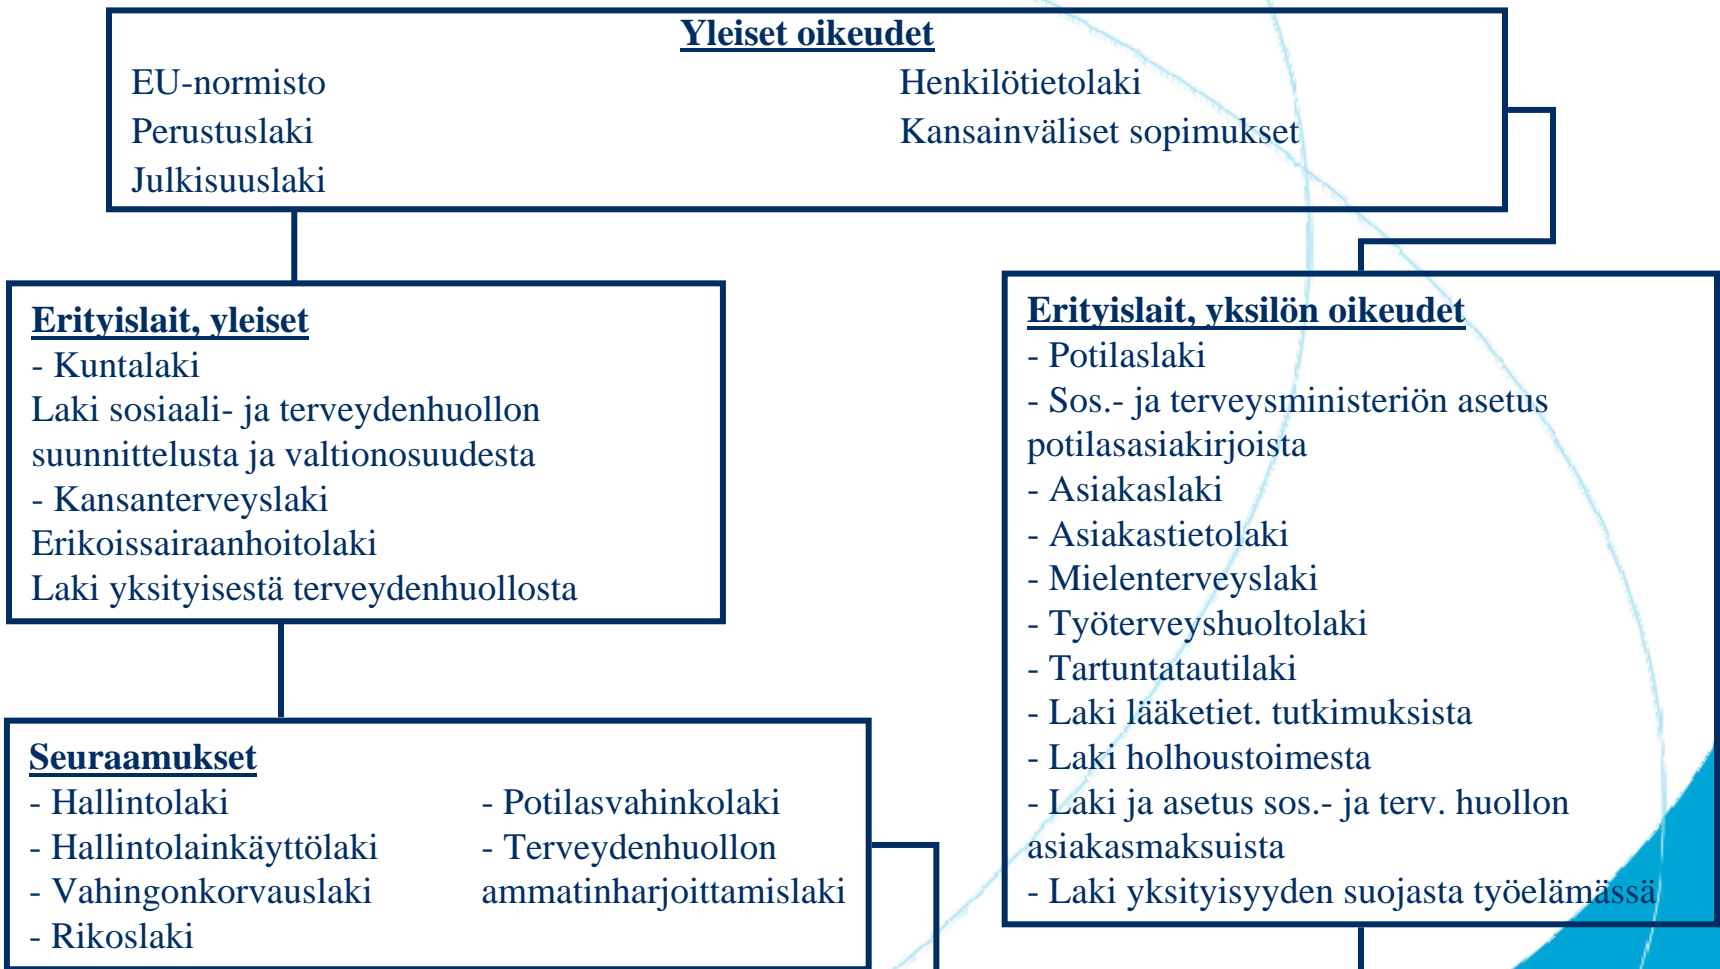 Yleiset oikeudet
EU-normisto
Perustuslaki
Julkisuuslaki
Henkilötietolaki
Kansainväliset sopimukset
Erityislait, yleiset
- Kuntalaki
Laki sosiaali- ja terveydenhuollon
suunnittelusta ja valtionosuudesta
- Kansanterveyslaki
Erikoissairaanhoitolaki
Laki yksityisestä terveydenhuollosta
Erityislait, yksilön oikeudet
- Potilaslaki
- Sos.- ja terveysministeriön asetus
potilasasiakirjoista
- Asiakaslaki
- Asiakastietolaki
- Mielenterveyslaki
- Työterveyshuoltolaki
- Tartuntatautilaki
- Laki lääketiet. tutkimuksista
- Laki holhoustoimesta
- Laki ja asetus sos.- ja terv. huollon
asiakasmaksuista
- Laki yksityisyyden suojasta työelämässä
Seuraamukset
- Hallintolaki
- Hallintolainkäyttölaki
- Vahingonkorvauslaki
- Rikoslaki
- Potilasvahinkolaki
- Terveydenhuollon
ammatinharjoittamislaki